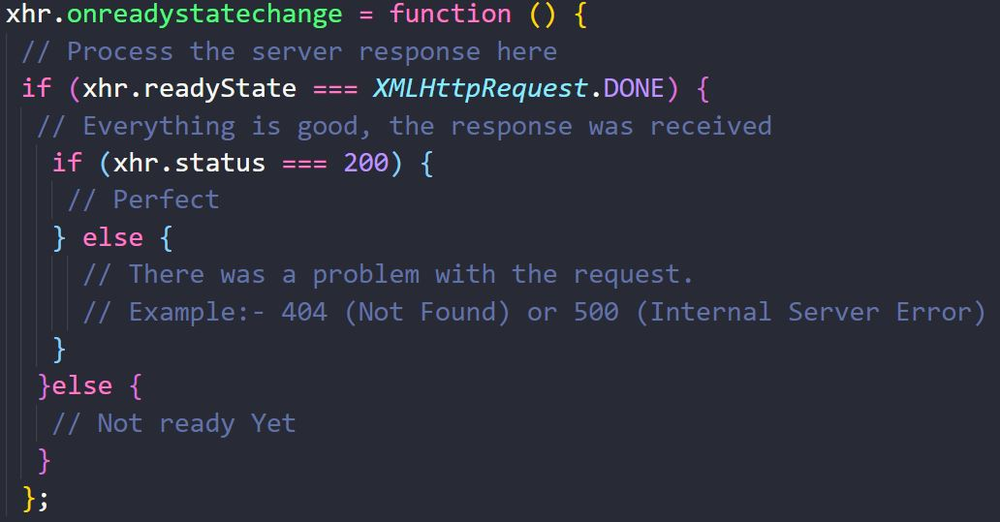 xhr.onreadystatechange = function () {
// Process the server response here
if (xhr.readyState === XMLHttpRequest.DONE) {
// Everything is good, the response was received
if (xhr.status === 200) {
// Perfect
} else {
// There was a problem with the request.
// Example:- 404 (Not Found) or 500 (Internal Server Error)
}
}else {
// Not ready Yet
}
};